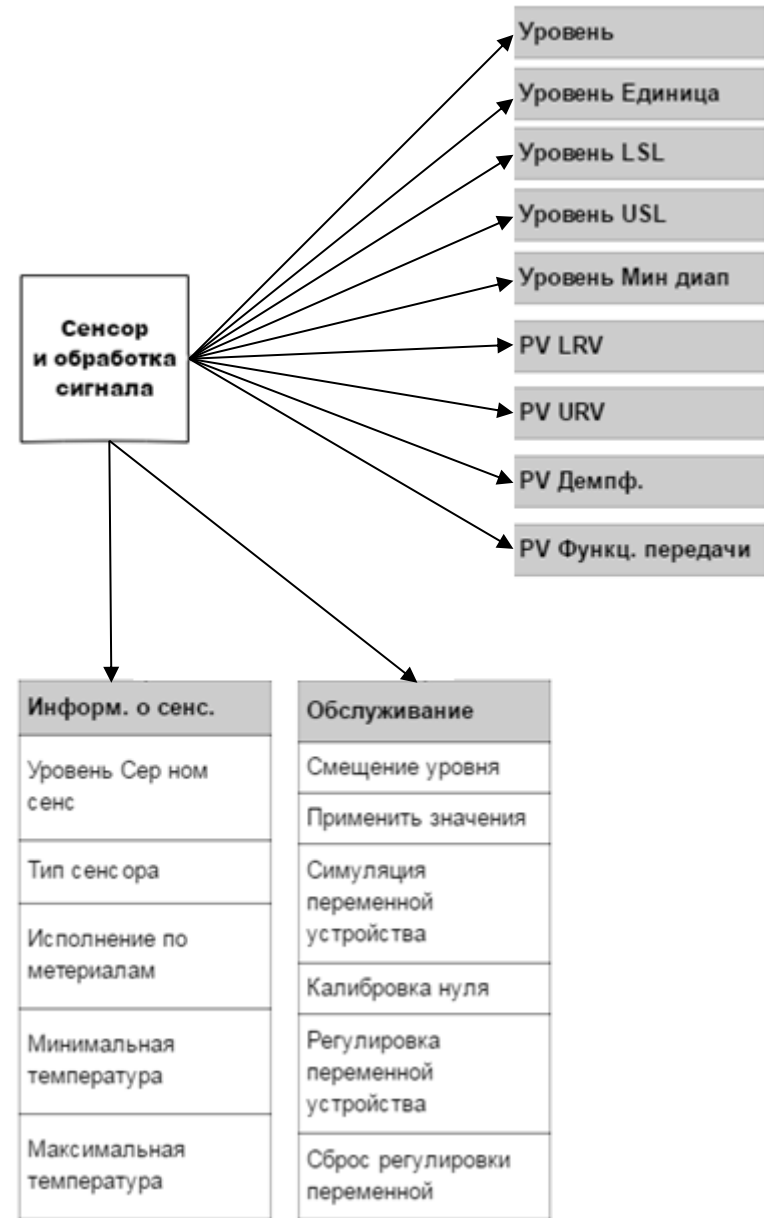 Уровень
Уровень Единица
Уровень LSL
Уровень USL
Уровень Мин диап
PV LRV
PV URV
PV Демпф.
PV Функц. передачи
Сенсор
и обработка
сигнала
Информ. о сенс.
Уровень Сер ном
сенс
Тип сенсора
Исполнение по
метериалам
Минимальная
температура
Максимальная
температура
Обслуживание
Смещение уровня
Применить значения
Симуляция
переменной
устройства
Калибровка нуля
Регулировка
переменной
устройства
Сброс регулировки
переменной